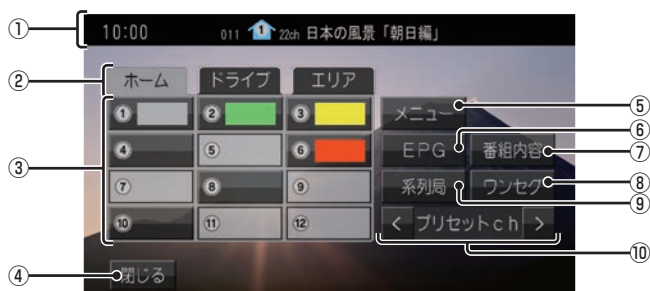 ① 10:00 011 1 22ch 日本の風景「朝日編」
② ホーム ドライブ エリア
① ② ③ メニュー ⑤
④ ⑤ ⑥ EPG 番組内容 ⑥ ⑦
③
⑦ ⑧ ⑨ 系列局 ワンセグ ⑧ ⑨
⑩ ⑪ ⑫ < プリセットch > ⑩
④ 閉じる